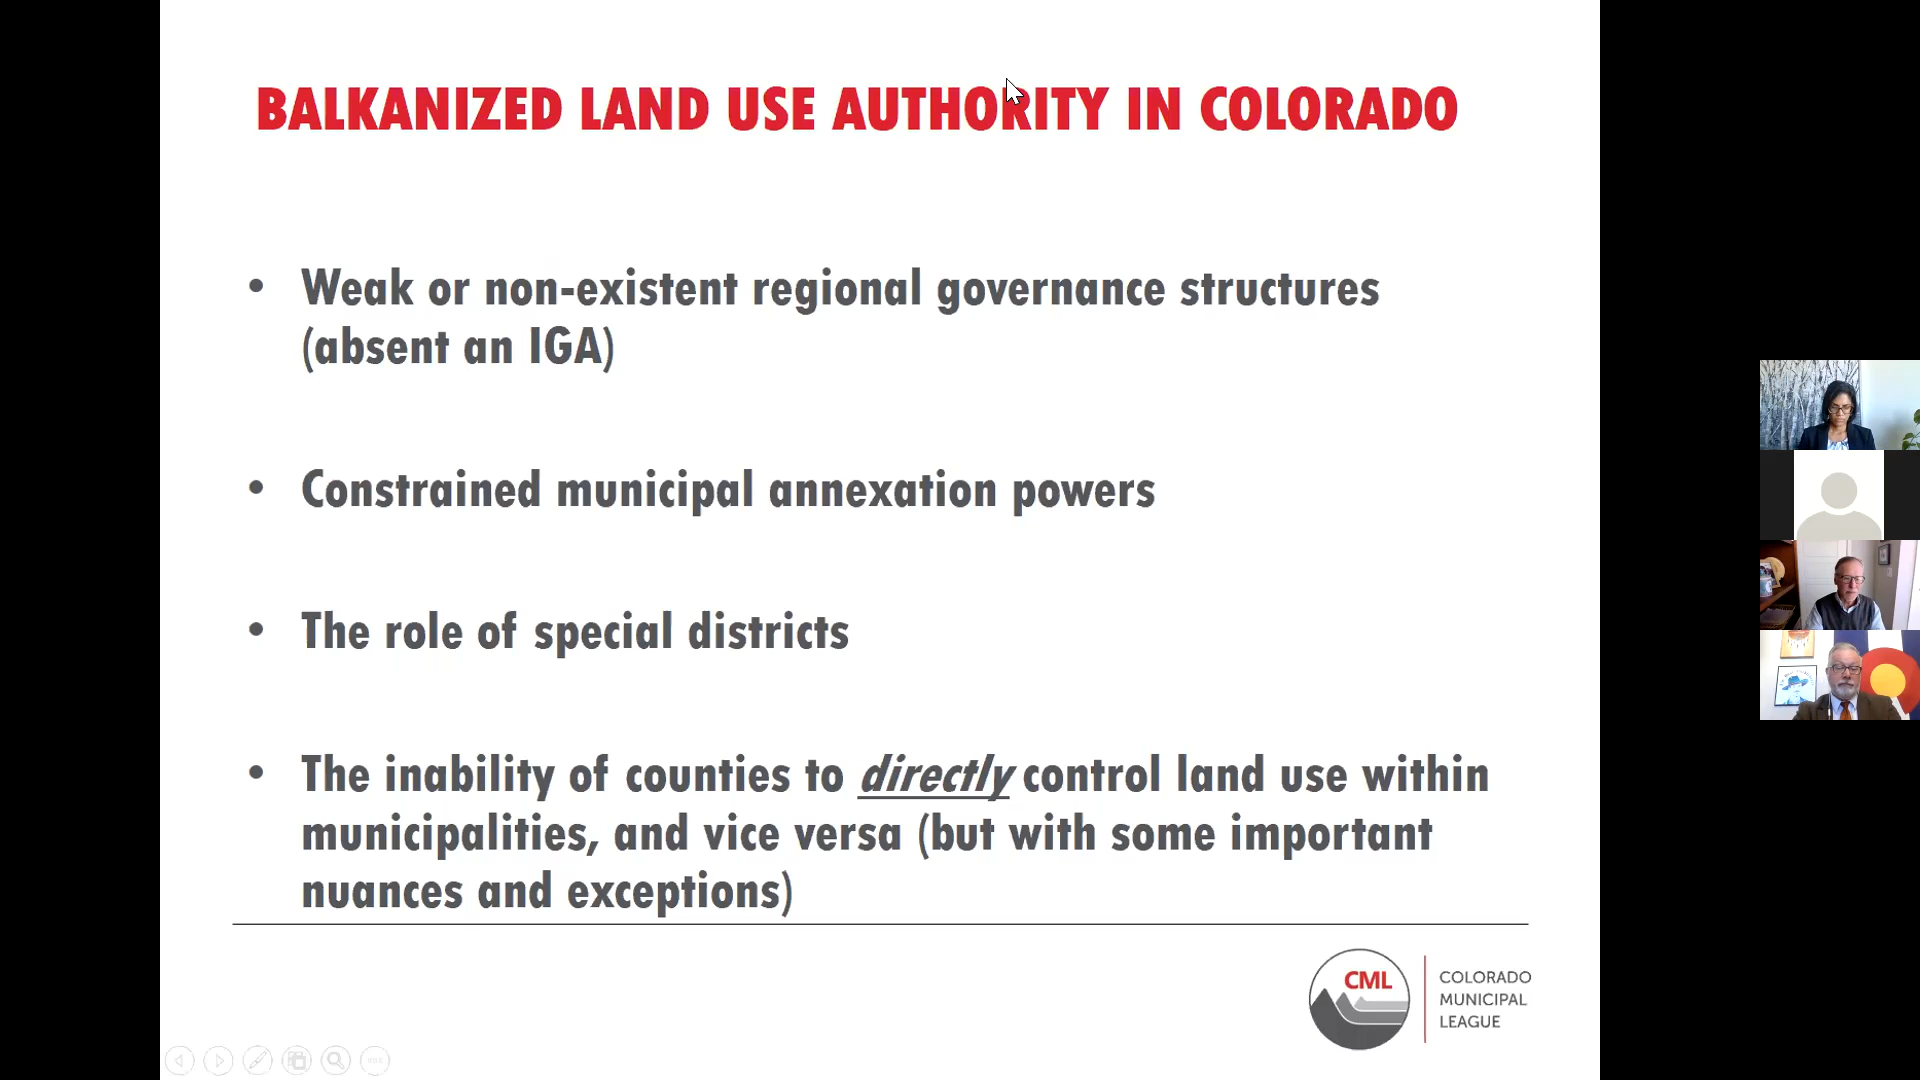 BALKANIZED LAND USE AUTHORITY IN COLORADO
• Weak or non-existent regional governance structures
(absent an IGA)
• Constrained municipal annexation powers
• The role of special districts
• The inability of counties to directly control land use within
municipalities, and vice versa (but with some important
nuances and exceptions)
CML
COLORADO
MUNICIPAL
LEAGUE